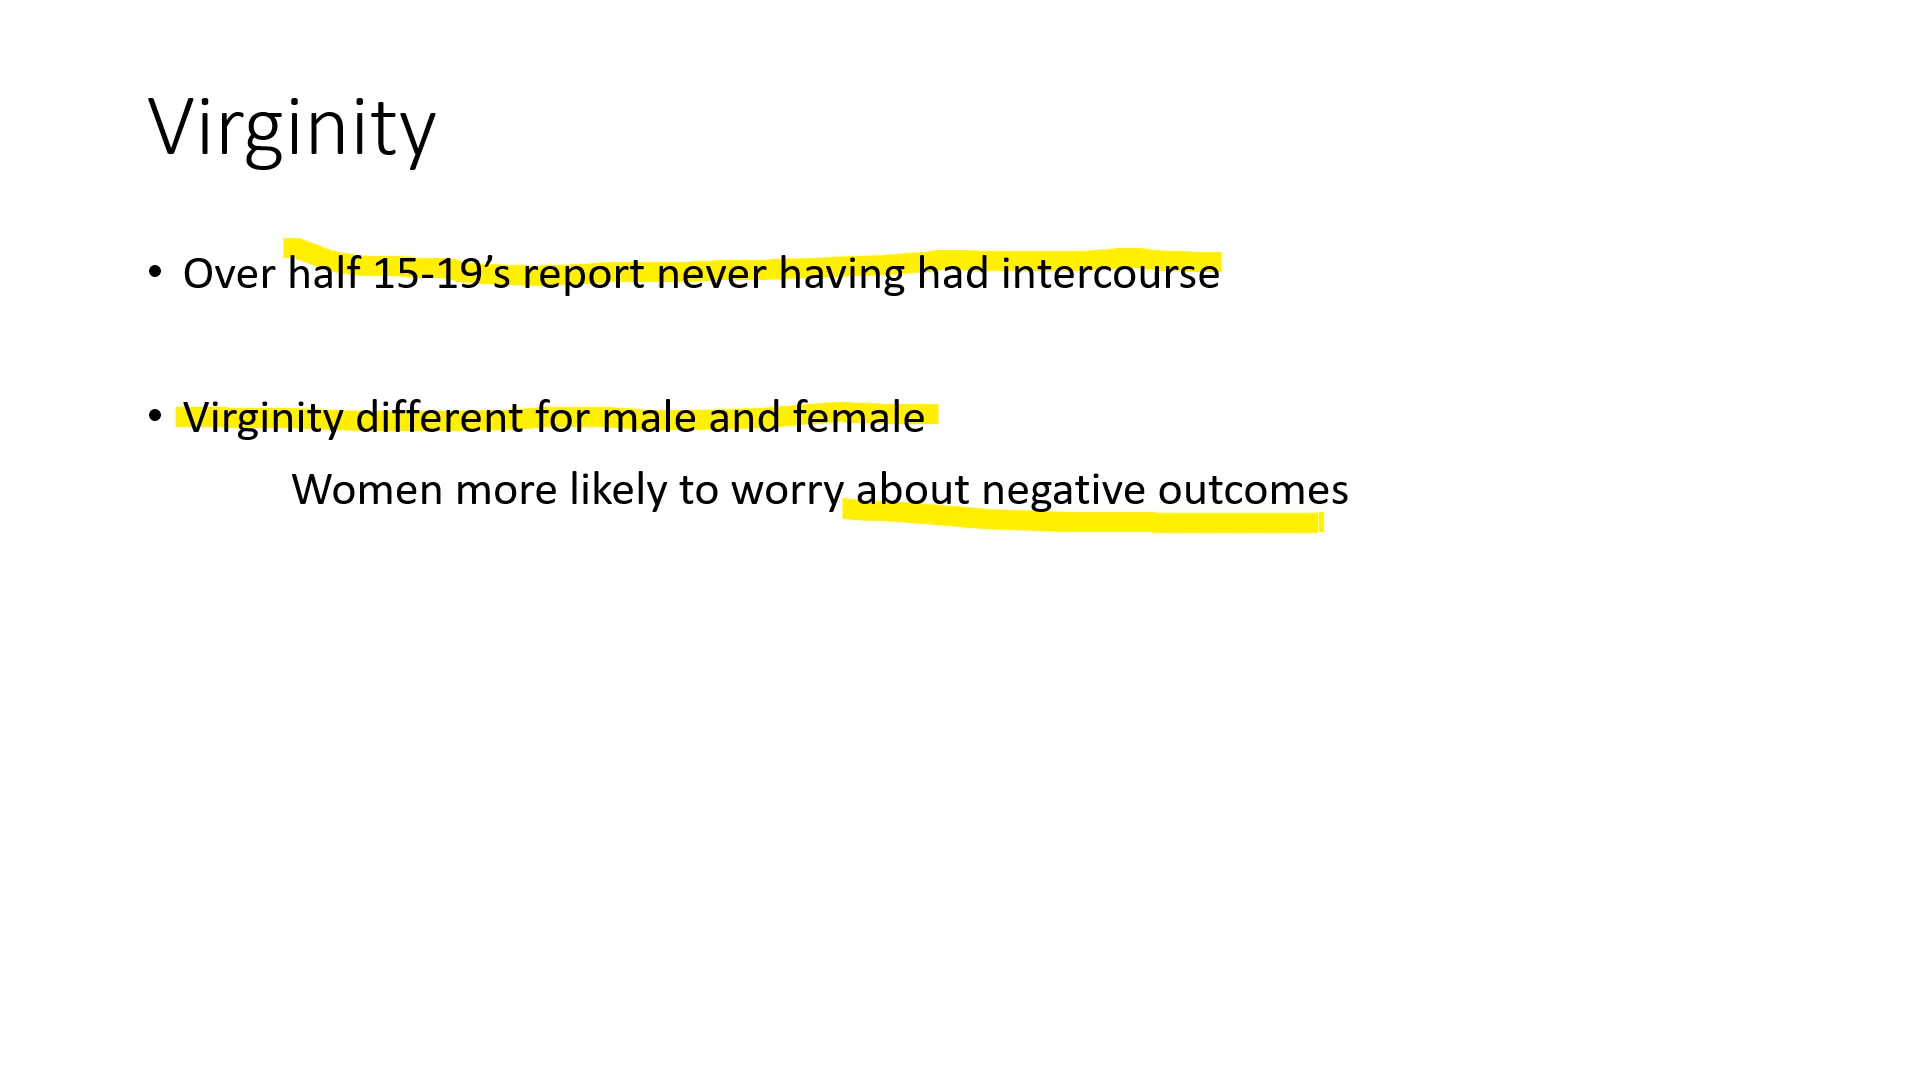 Virginity
• Over half 15-19’s report never having had intercourse
• Virginity different for male and female
Women more likely to worry about negative outcomes